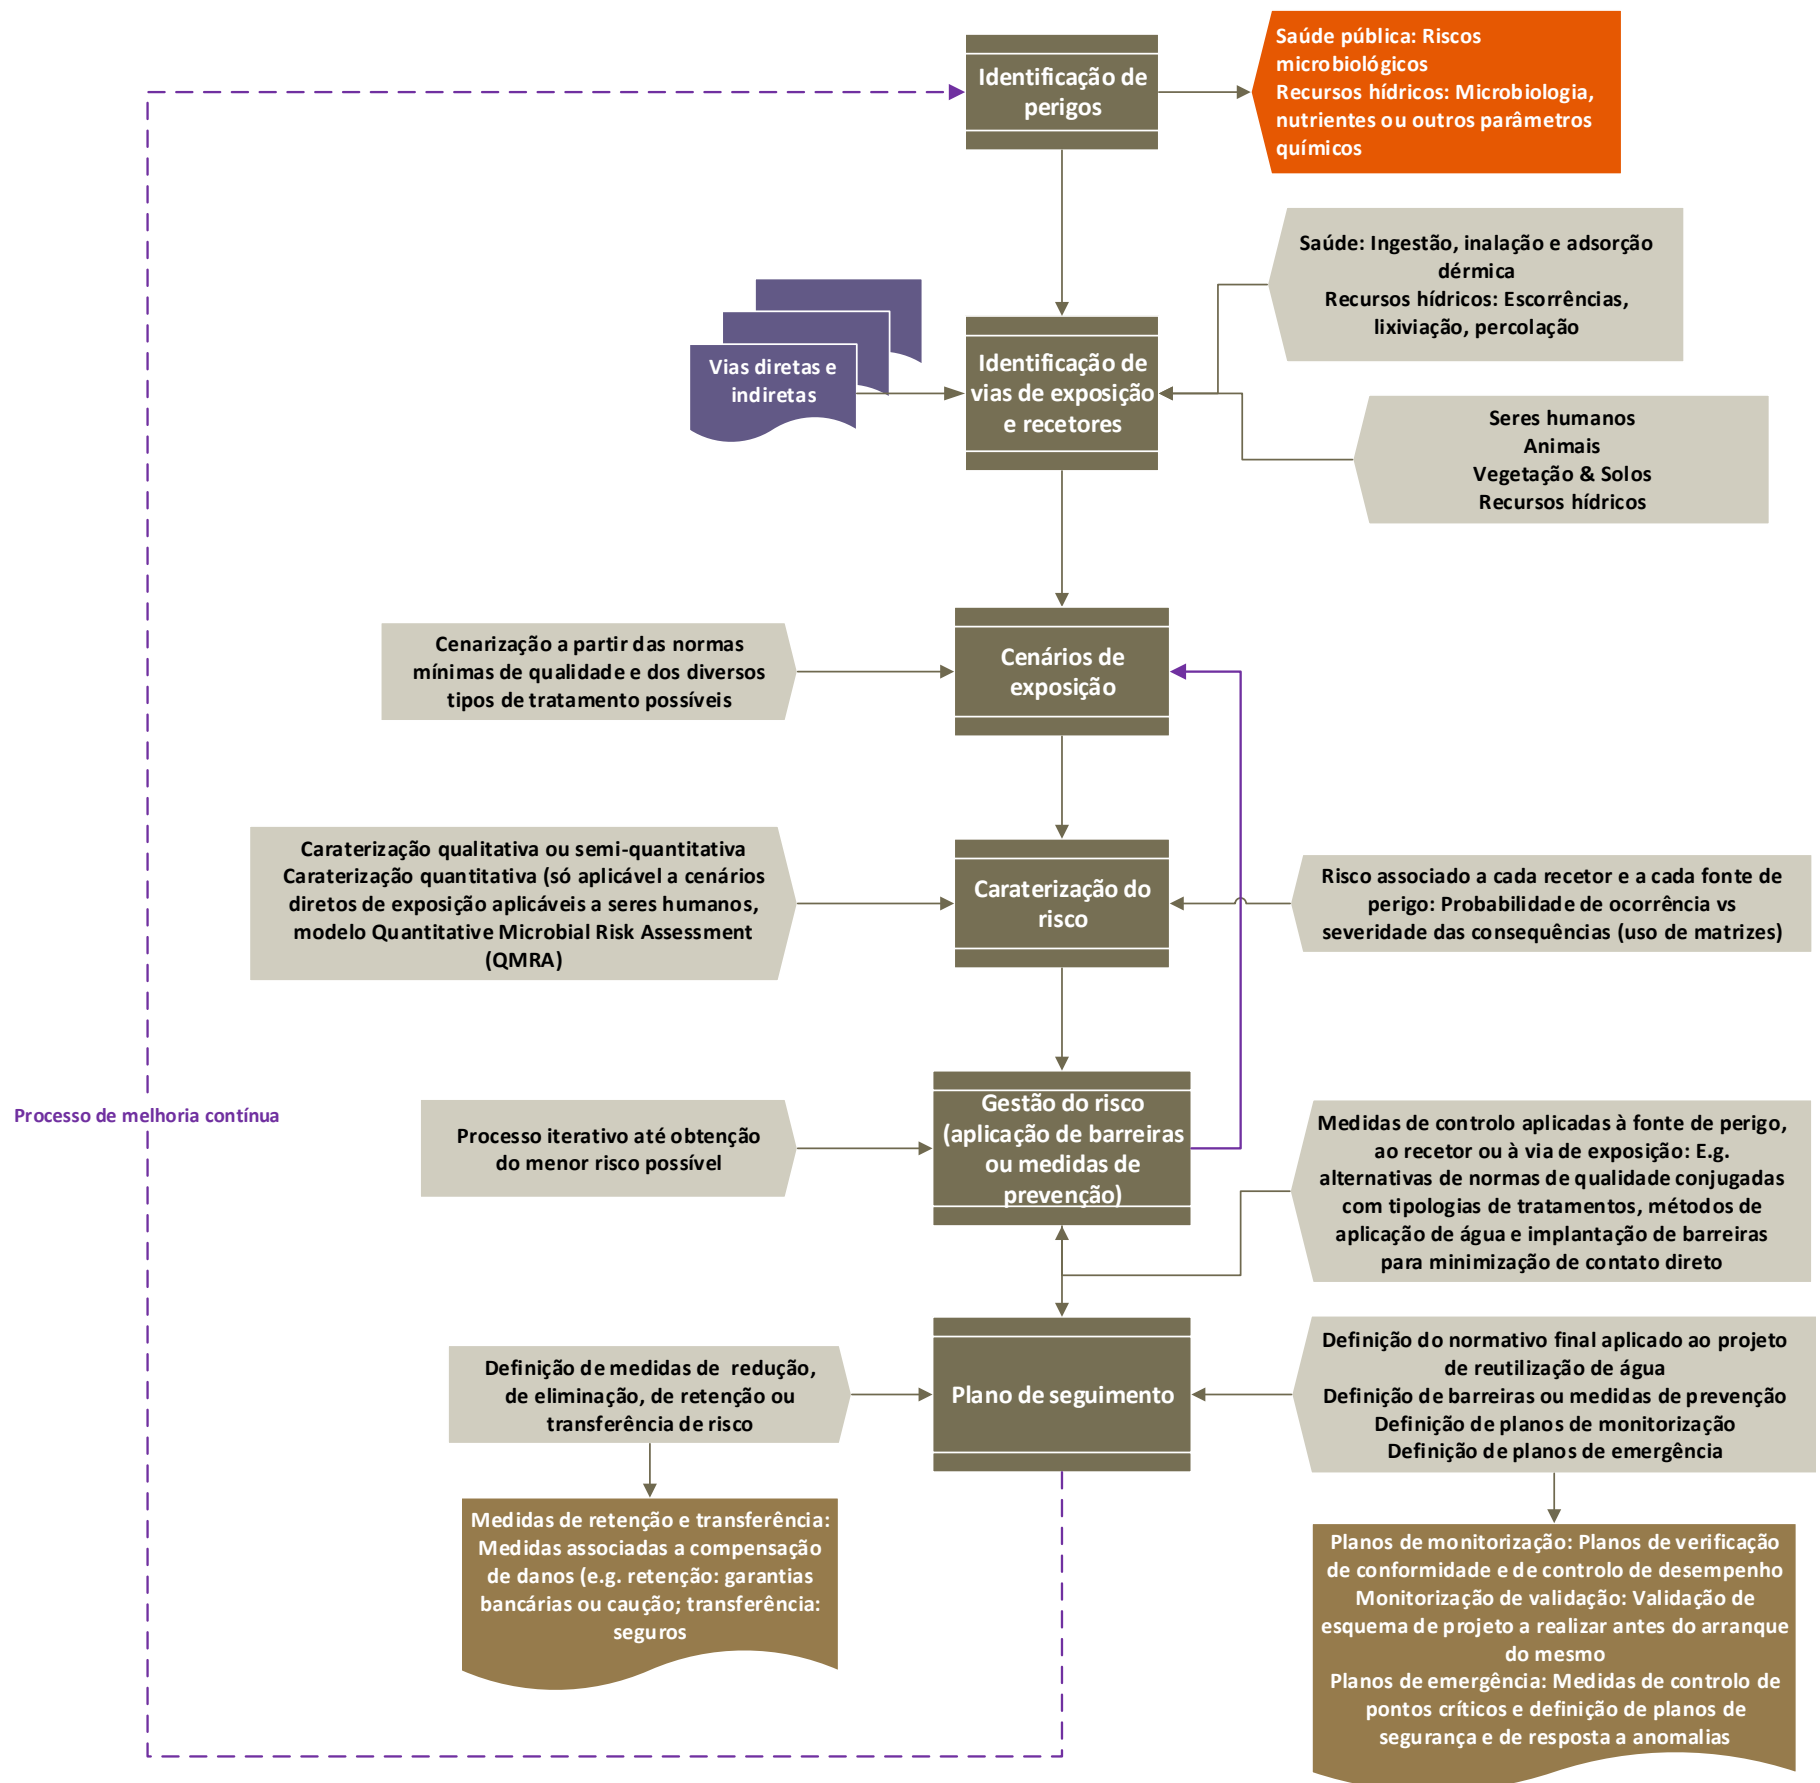 Identificação de
perigos
Saúde pública: Riscos
microbiológicos
Recursos hídricos: Microbiologia,
nutrientes ou outros parâmetros
químicos
Saúde: Ingestão, inalação e adsorção
dérmica
Recursos hídricos: Escorrências,
lixiviação, percolação
Vias diretas e
indiretas
Identificação de
vias de exposição
e recetores
Seres humanos
Animais
Vegetação & Solos
Recursos hídricos
Cenarização a partir das normas
mínimas de qualidade e dos diversos
tipos de tratamento possíveis
Cenários de
exposição
Caraterização qualitativa ou semi-quantitativa
Caraterização quantitativa (só aplicável a cenários
diretos de exposição aplicáveis a seres humanos,
modelo Quantitative Microbial Risk Assessment
(QMRA)
Caraterização do
risco
Risco associado a cada recetor e a cada fonte de
perigo: Probabilidade de ocorrência vs
severidade das consequências (uso de matrizes)
Processo de melhoria contínua
Processo iterativo até obtenção
do menor risco possível
Gestão do risco
(aplicação de barreiras
ou medidas de
prevenção)
Medidas de controlo aplicadas à fonte de perigo,
ao recetor ou à via de exposição: E.g.
alternativas de normas de qualidade conjugadas
com tipologias de tratamentos, métodos de
aplicação de água e implantação de barreiras
para minimização de contato direto
Definição de medidas de redução,
de eliminação, de retenção ou
transferência de risco
Plano de seguimento
Definição do normativo final aplicado ao projeto
de reutilização de água
Definição de barreiras ou medidas de prevenção
Definição de planos de monitorização
Definição de planos de emergência
Medidas de retenção e transferência:
Medidas associadas a compensação
de danos (e.g. retenção: garantias
bancárias ou caução; transferência:
seguros
Planos de monitorização: Planos de verificação
de conformidade e de controlo de desempenho
Monitorização de validação: Validação de
esquema de projeto a realizar antes do arranque
do mesmo
Planos de emergência: Medidas de controlo de
pontos críticos e definição de planos de
segurança e de resposta a anomalias